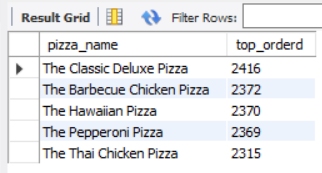 Result Grid Filter Rows:
pizza_name top_orderd
The Classic Deluxe Pizza 2416
The Barbecue Chicken Pizza 2372
The Hawaiian Pizza 2370
The Pepperoni Pizza 2369
The Thai Chicken Pizza 2315